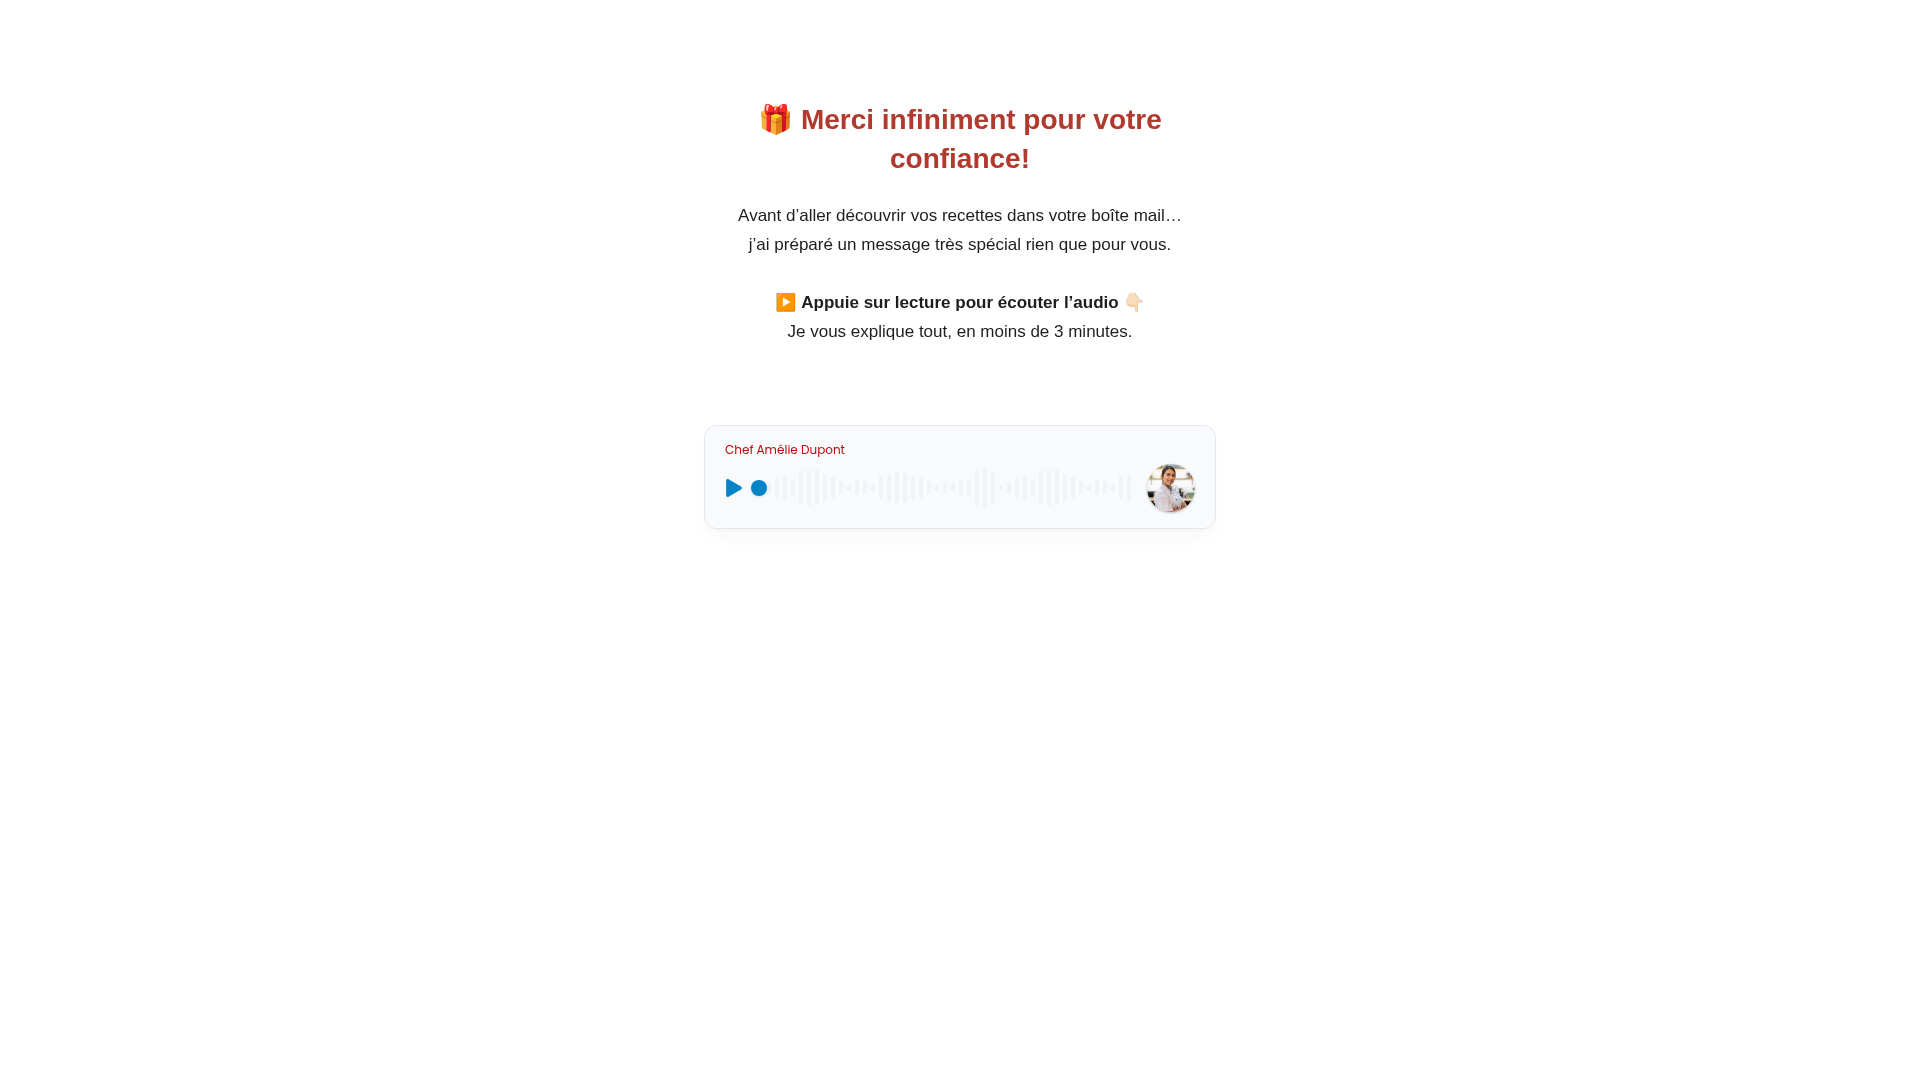 🎁 Merci infiniment pour votre
confiance!
Avant d’aller découvrir vos recettes dans votre boîte mail…
j’ai préparé un message très spécial rien que pour vous.
▶️ Appuie sur lecture pour écouter l’audio 👇🏻
Je vous explique tout, en moins de 3 minutes.
Chef Amélie Dupont